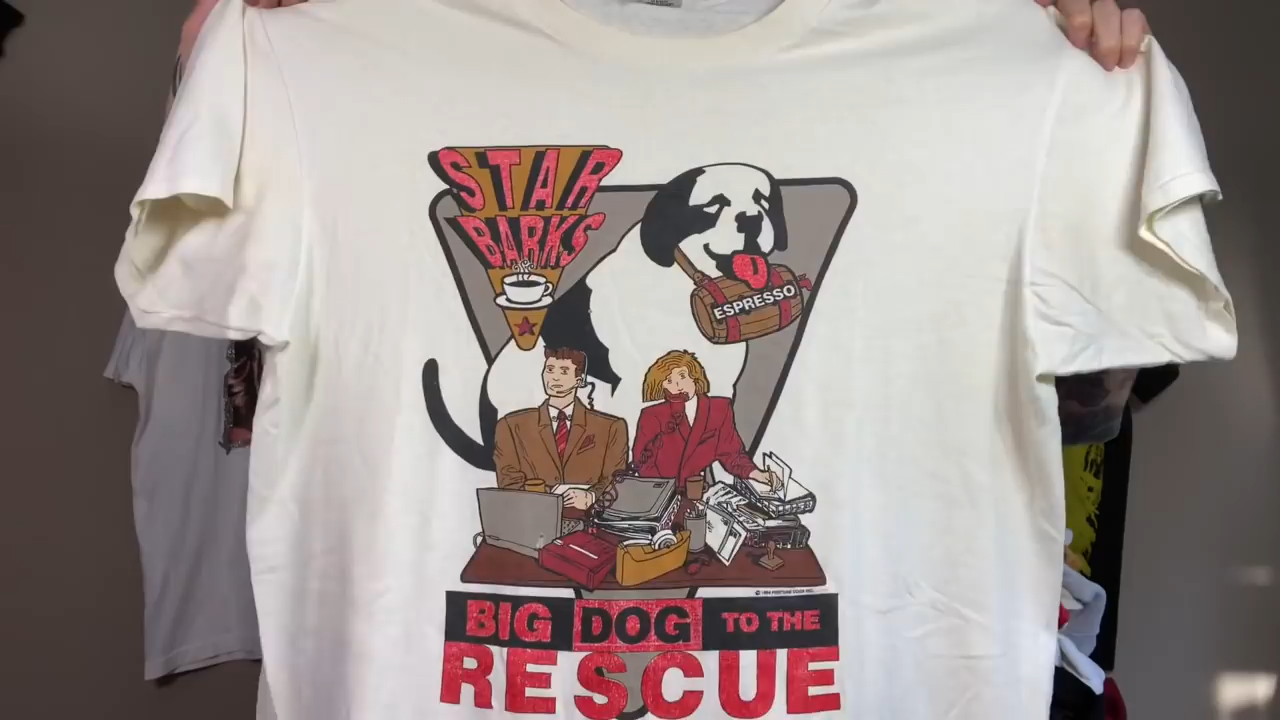 STAR
BARKS
ESPRESSO
BIG DOG TO THE
RESCUE